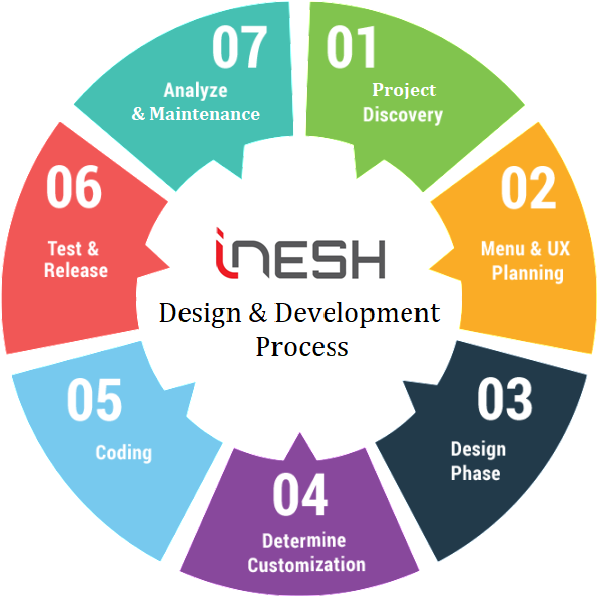 07
Analyze
& Maintenance
01
Project
Discovery
06
Test &
Release
02
Menu & UX
Planning
iNESH
Design & Development
Process
05
Coding
03
Design
Phase
04
Determine
Customization